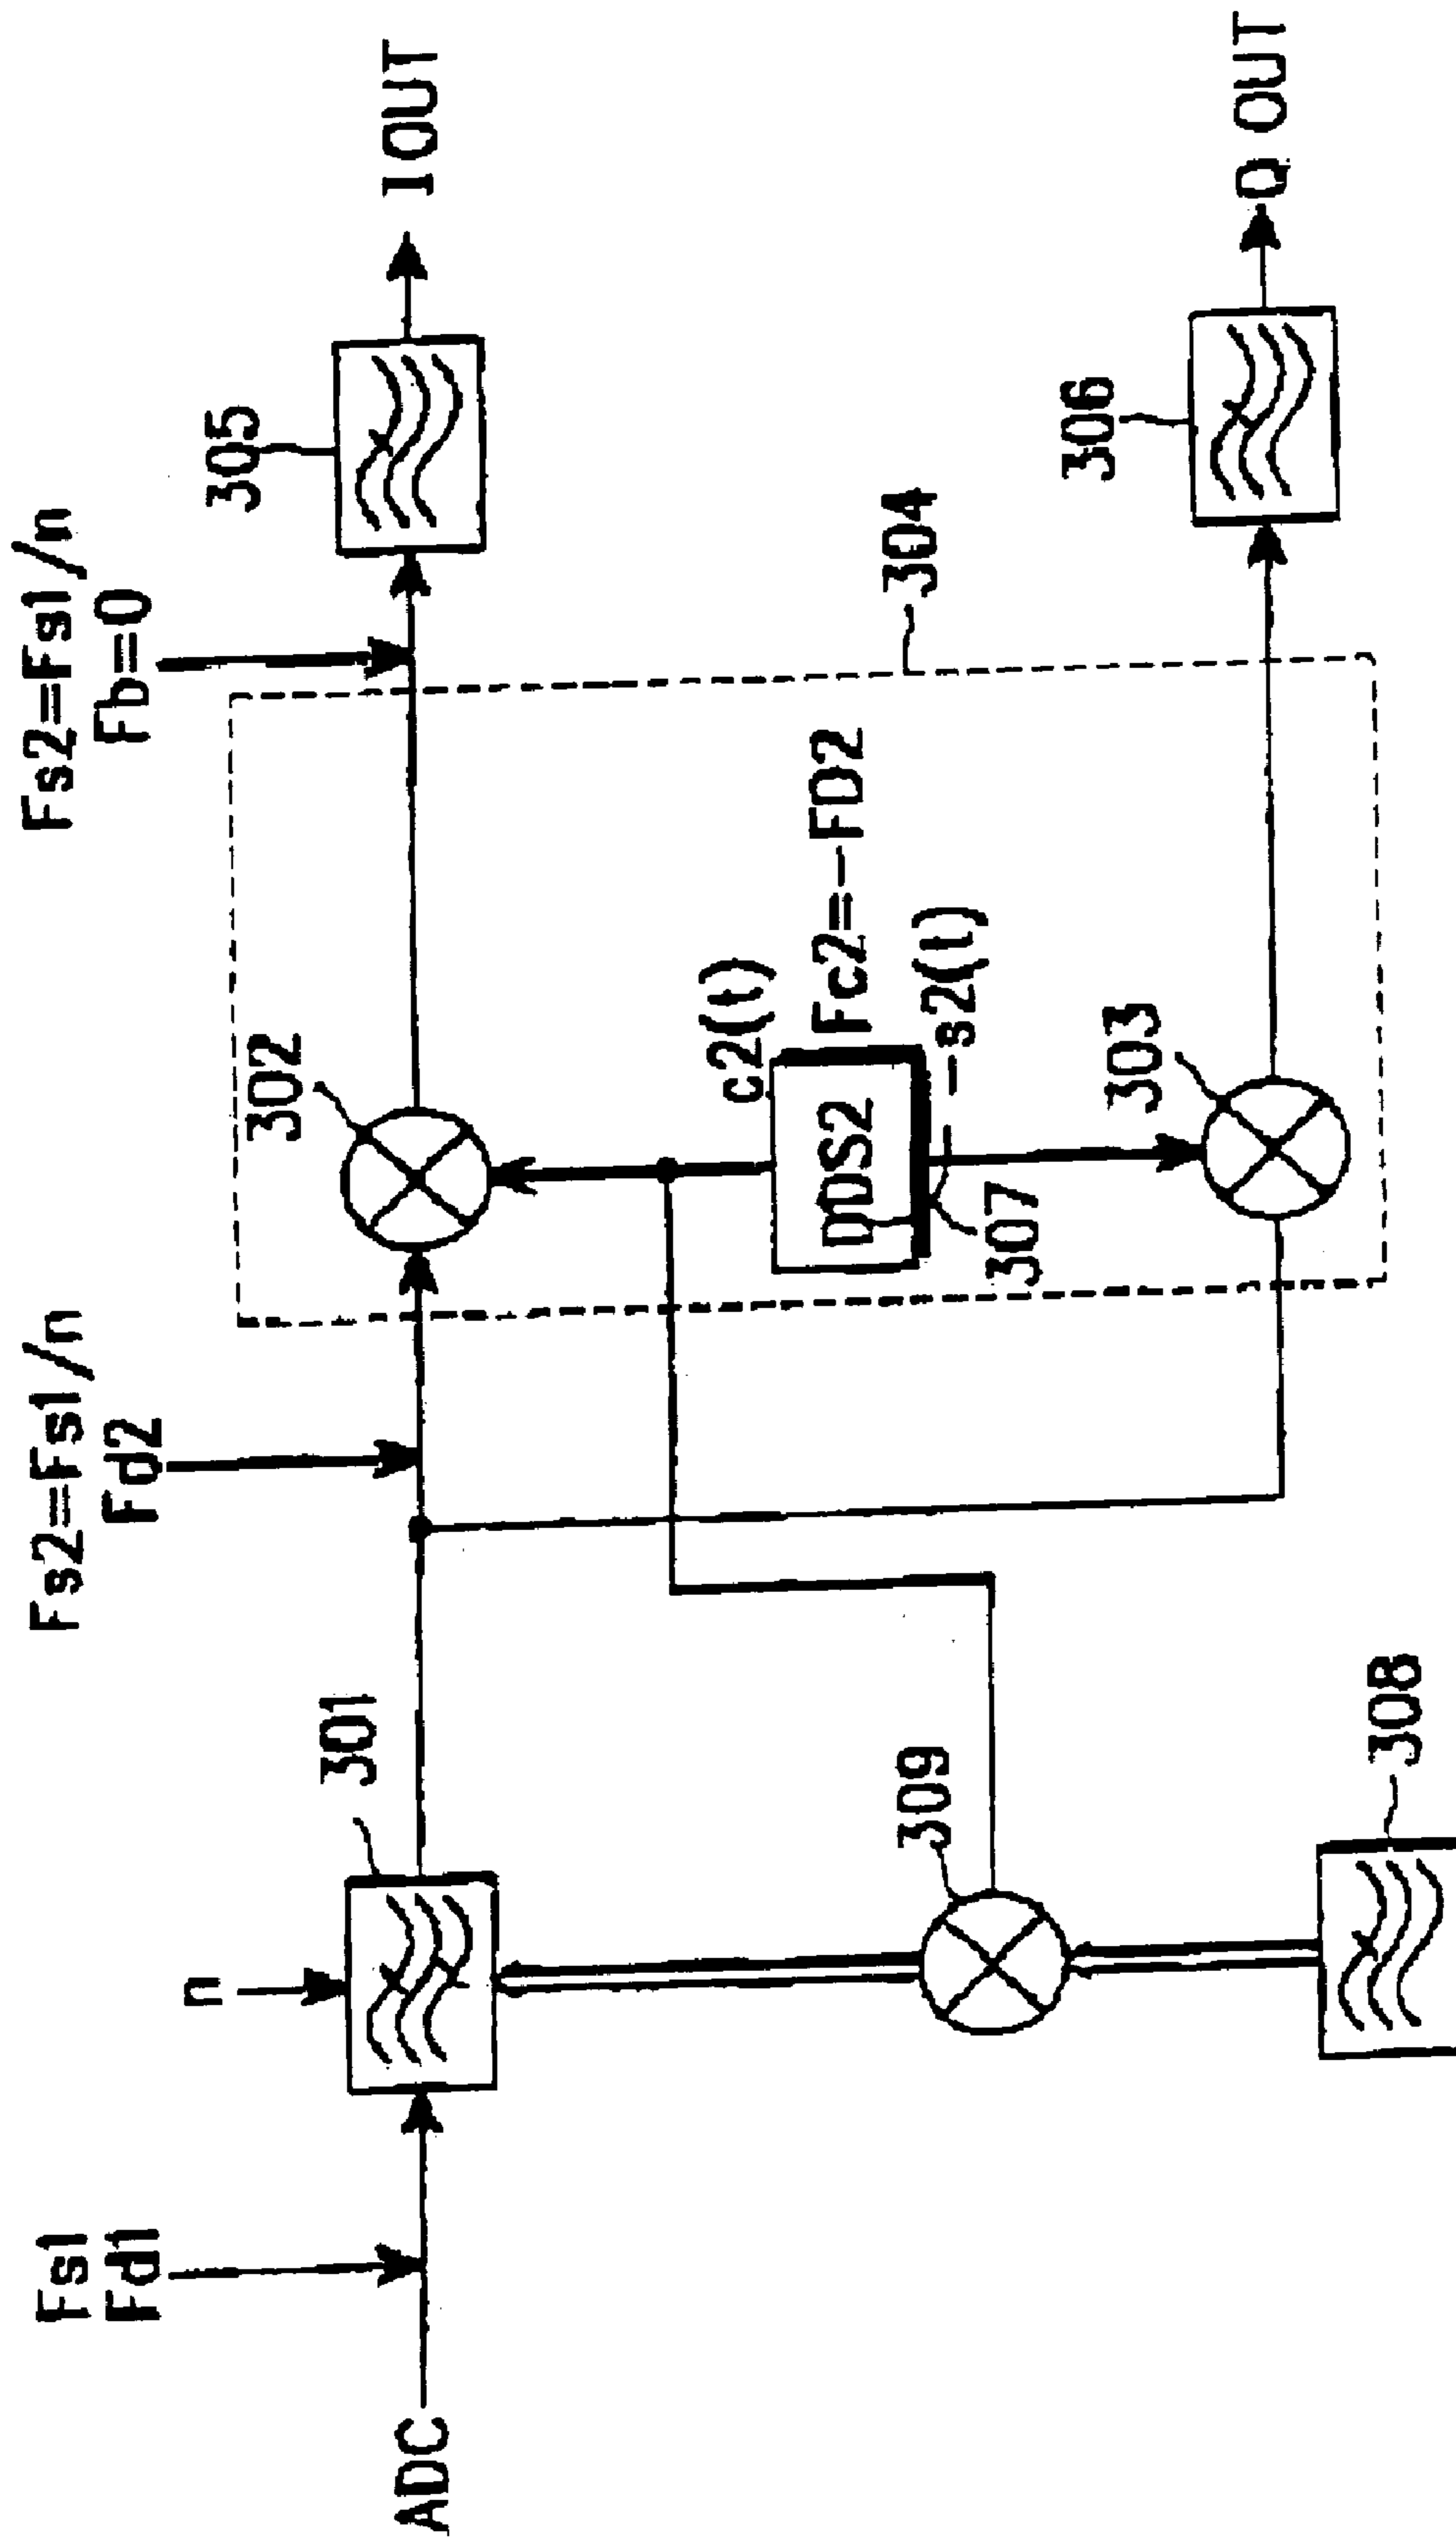 Fs1
Fd1
Fs2=Fs1/n
Fd2
Fs2=Fs1/n
Fb=0
n
301
302
305
ADC
I OUT
c2(t)
DDS2
Fc2=-FD2
-s2(t)
307
304
309
303
306
308
Q OUT